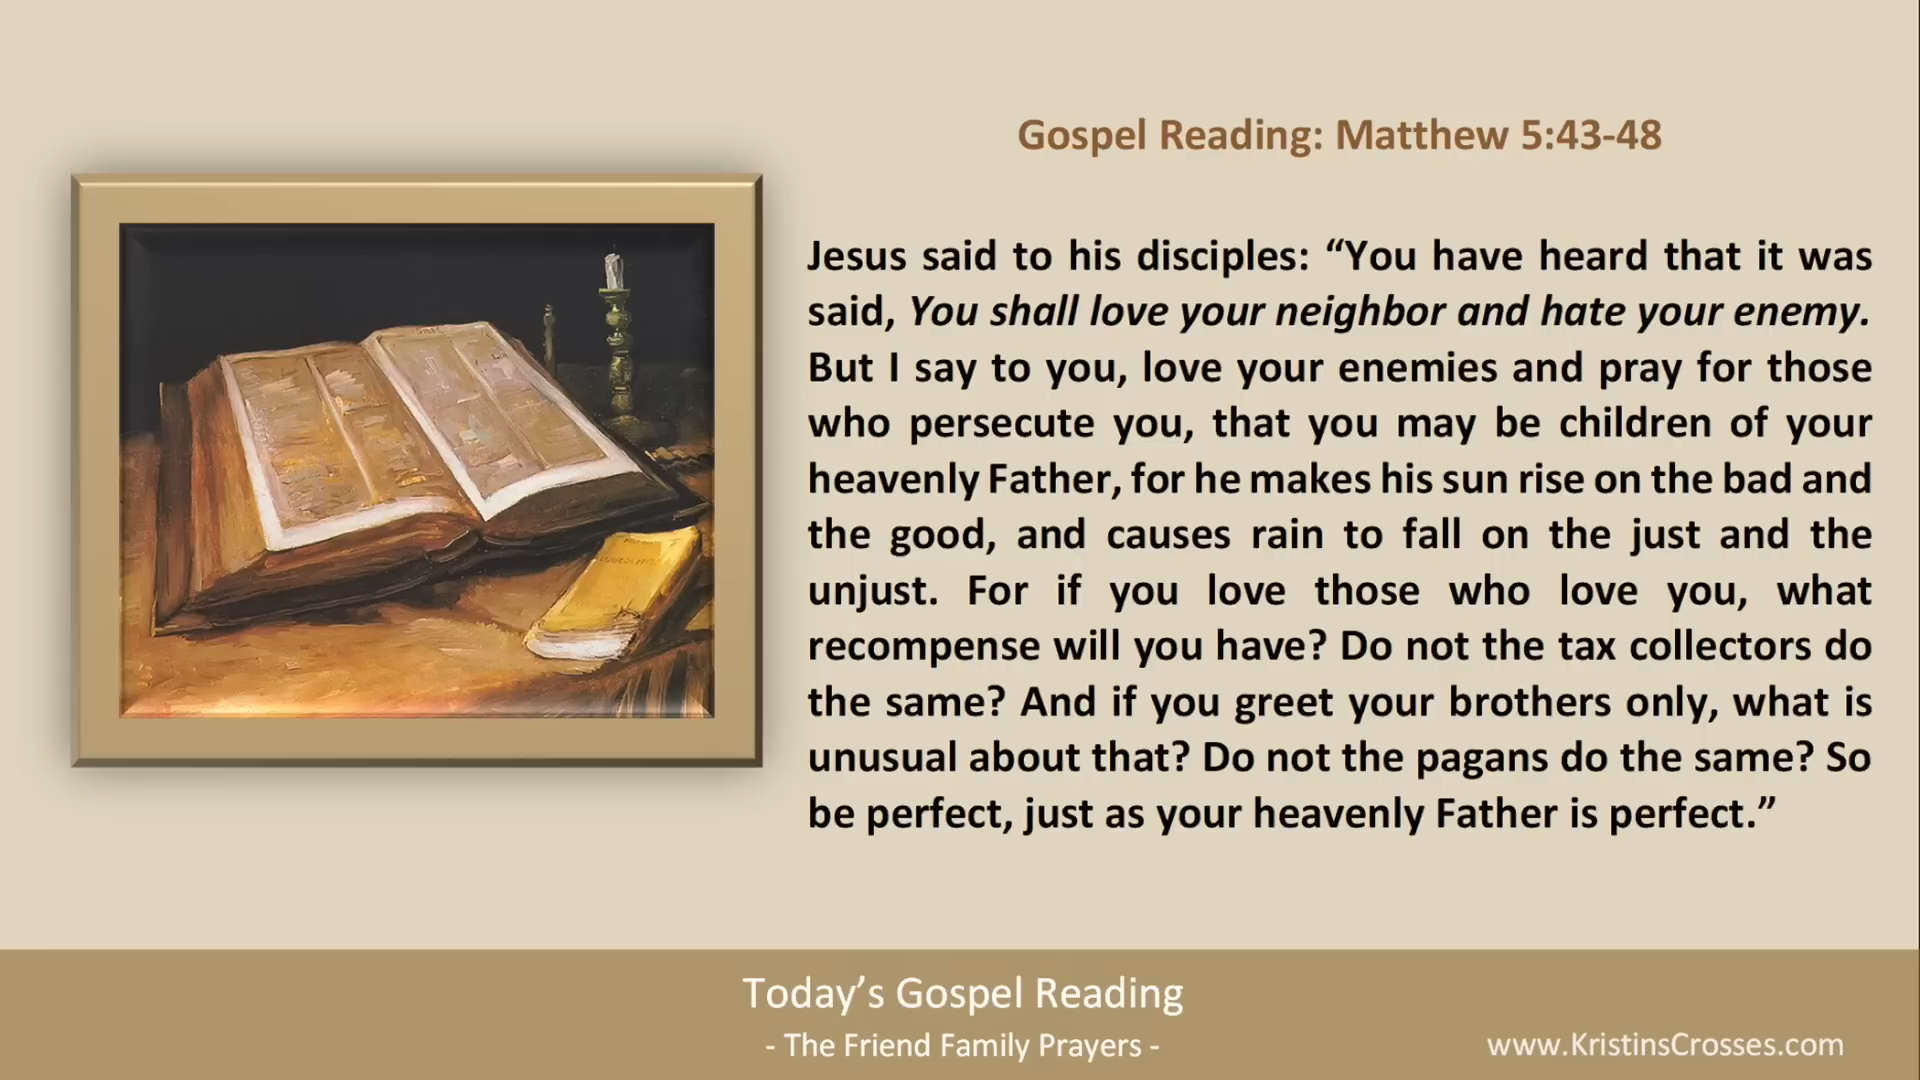 Gospel Reading: Matthew 5:43-48
Jesus said to his disciples: “You have heard that it was
said, You shall love your neighbor and hate your enemy.
But I say to you, love your enemies and pray for those
who persecute you, that you may be children of your
heavenly Father, for he makes his sun rise on the bad and
the good, and causes rain to fall on the just and the
unjust. For if you love those who love you, what
recompense will you have? Do not the tax collectors do
the same? And if you greet your brothers only, what is
unusual about that? Do not the pagans do the same? So
be perfect, just as your heavenly Father is perfect.”
Today’s Gospel Reading
- The Friend Family Prayers -
www.KristinsCrosses.com